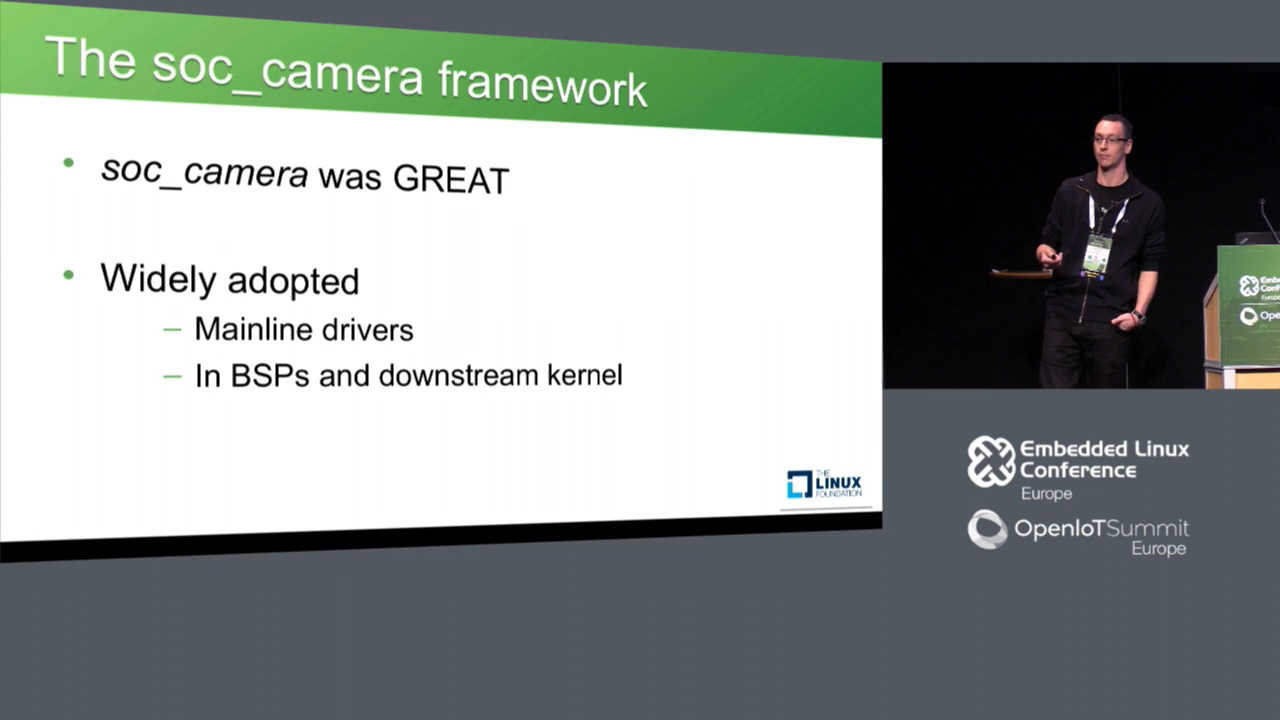 The soc_camera framework
• soc_camera was GREAT
• Widely adopted
– Mainline drivers
– In BSPs and downstream kernel
THE
LINUX
FOUNDATION
Embedded Linux
Conference
Europe
OpenIoTSummit
Europe